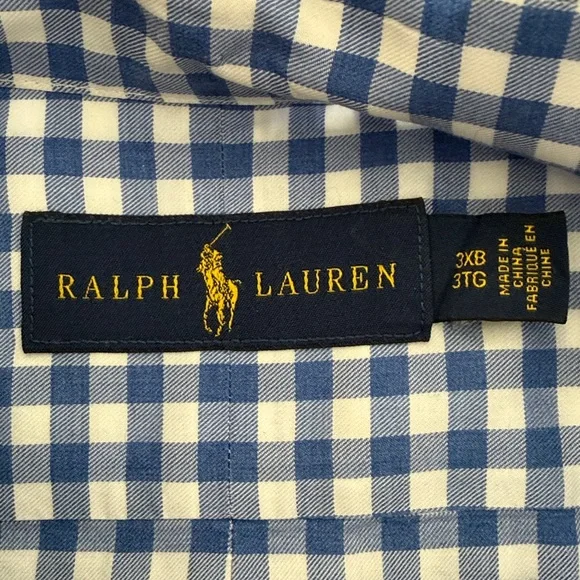 RALPH LAUREN
3XB
3TG
MADE IN
CHINA
FABRIQUÉ EN
CHINE